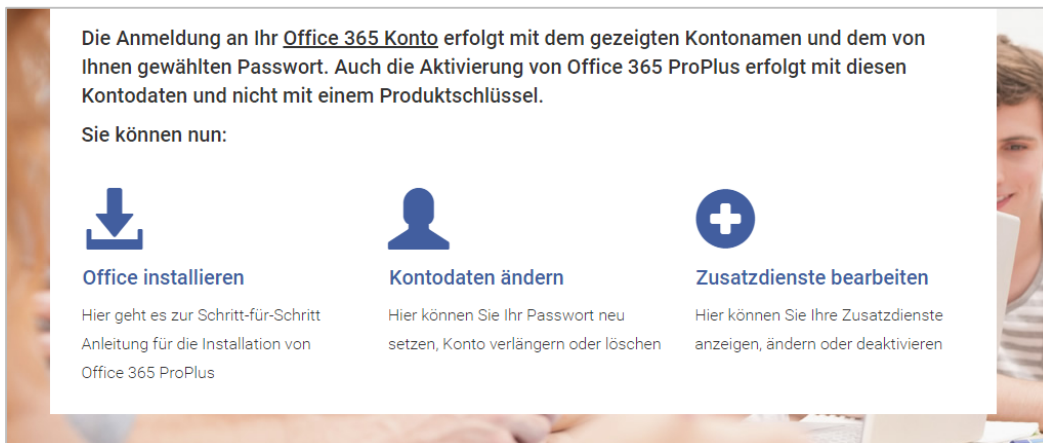 Die Anmeldung an Ihr Office 365 Konto erfolgt mit dem gezeigten Kontonamen und dem von
Ihnen gewählten Passwort. Auch die Aktivierung von Office 365 ProPlus erfolgt mit diesen
Kontodaten und nicht mit einem Produktschlüssel.
Sie können nun:
Office installieren
Hier geht es zur Schritt-für-Schritt
Anleitung für die Installation von
Office 365 ProPlus
Kontodaten ändern
Hier können Sie Ihr Passwort neu
setzen, Konto verlängern oder löschen
Zusatzdienste bearbeiten
Hier können Sie Ihre Zusatzdienste
anzeigen, ändern oder deaktivieren